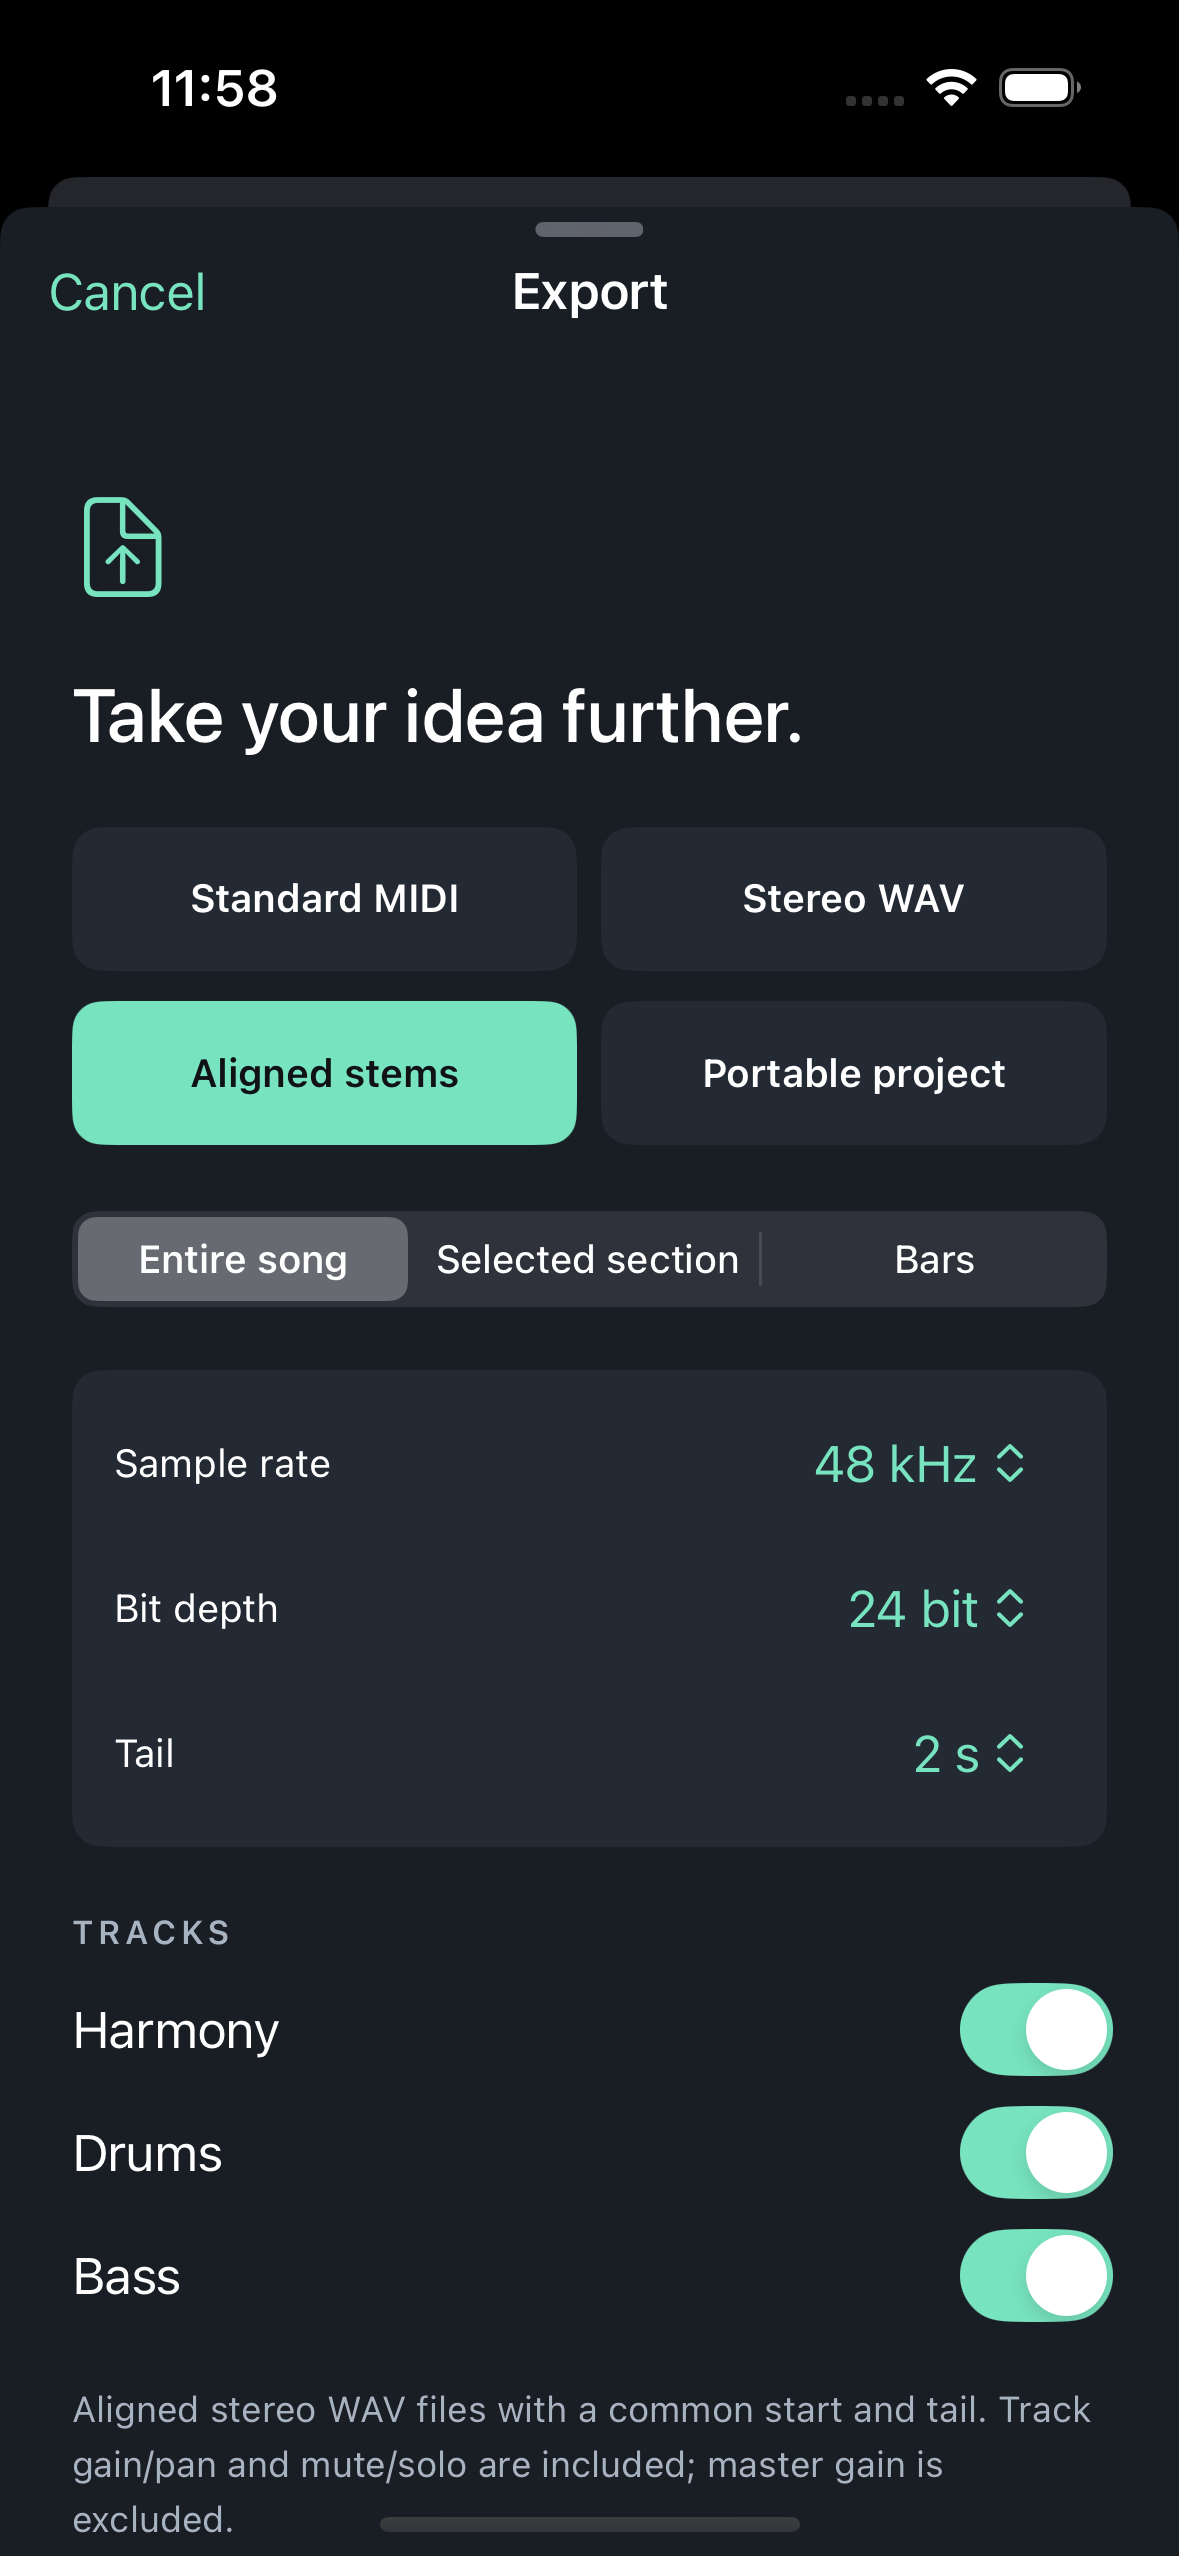 11:58
Cancel
Export
Take your idea further.
Standard MIDI
Stereo WAV
Aligned stems
Portable project
Entire song
Selected section
Bars
Sample rate
48 kHz
Bit depth
24 bit
Tail
2 s
TRACKS
Harmony
Drums
Bass
Aligned stereo WAV files with a common start and tail. Track
gain/pan and mute/solo are included; master gain is
excluded.